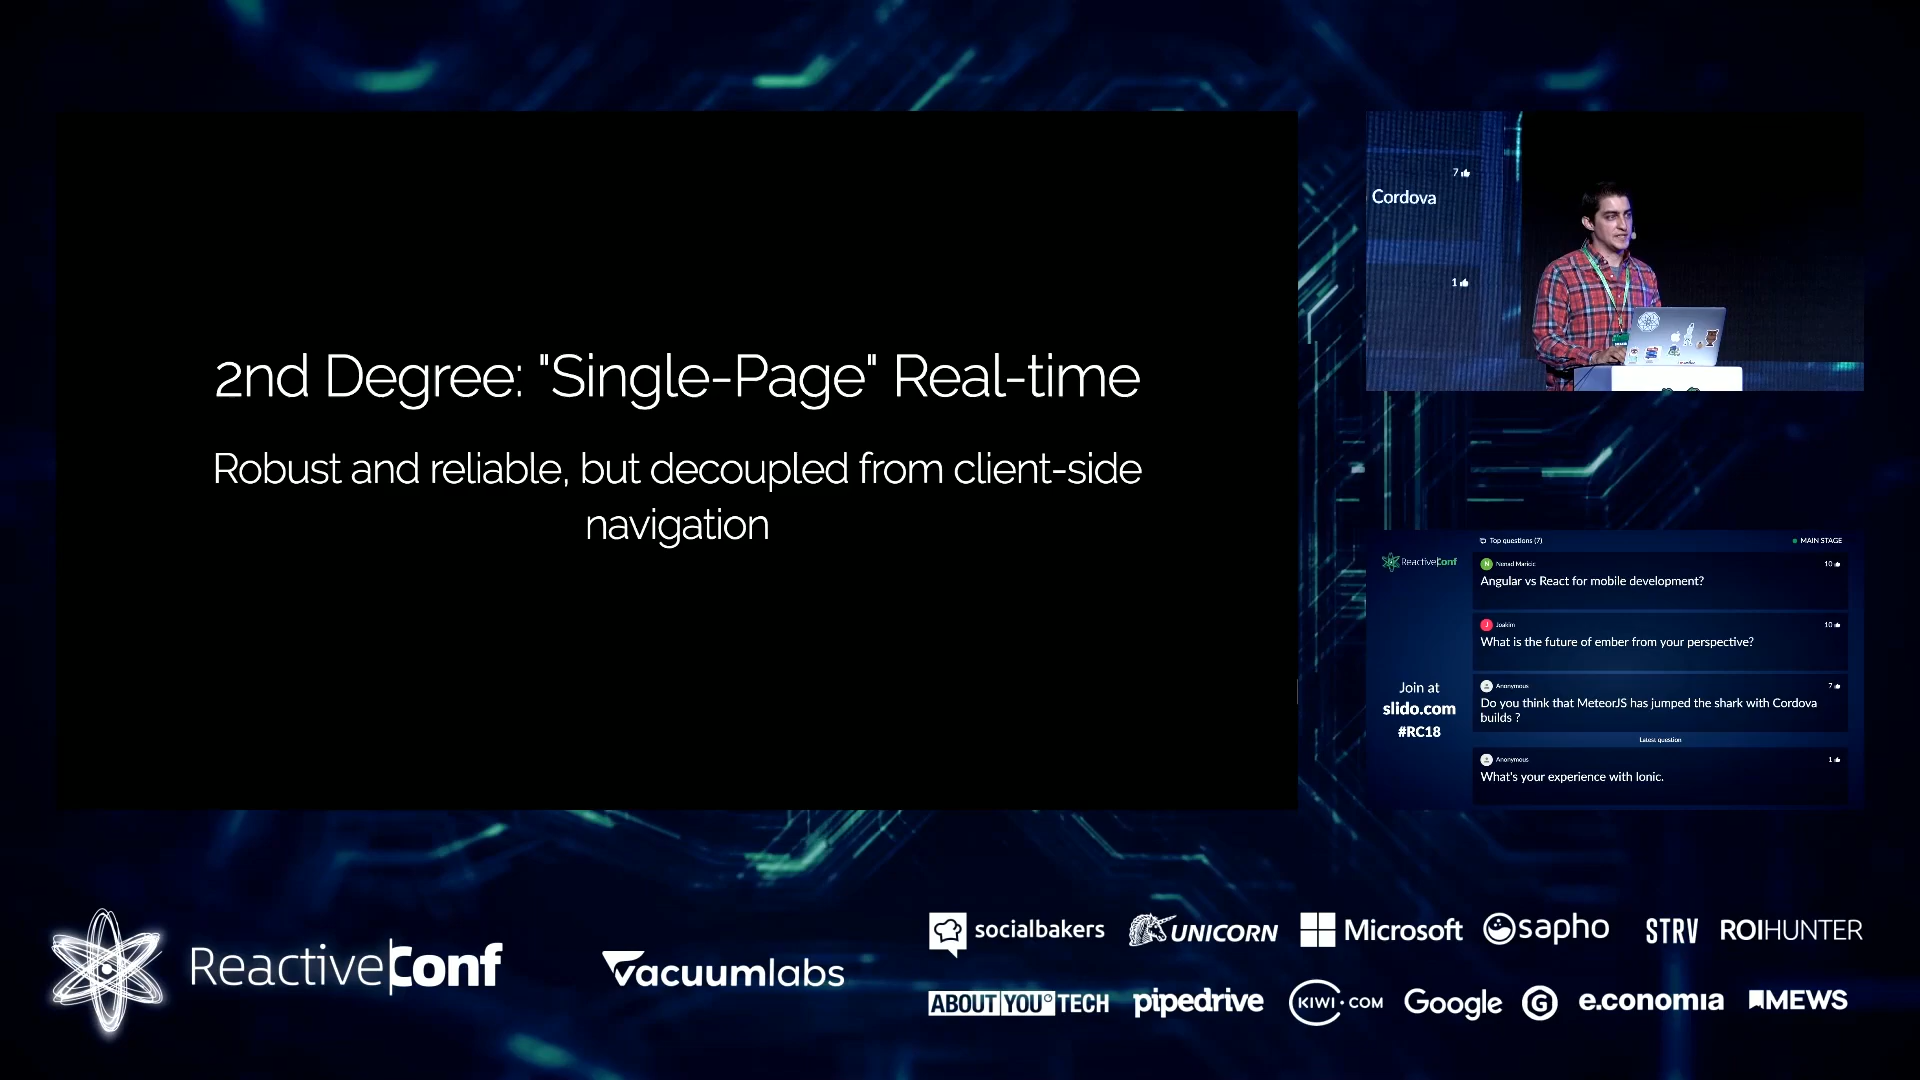 2nd Degree: "Single-Page" Real-time
Robust and reliable, but decoupled from client-side
navigation
7
Cordova
1
ReactiveConf
Top questions (7)
MAIN STAGE
Nenad Maricic
10
Angular vs React for mobile development?
J
Joakim
10
What is the future of ember from your perspective?
Anonymous
7
Do you think that MeteorJS has jumped the shark with Cordova
builds ?
Latest question
Anonymous
1
What's your experience with Ionic.
Join at
slido.com
#RC18
ReactiveConf
vacuumlabs
socialbakers
UNICORN
Microsoft
sapho
STRV
ROIHUNTER
ABOUT YOU TECH
pipedrive
KIWI.COM
Google
G
e.conomia
MEWS